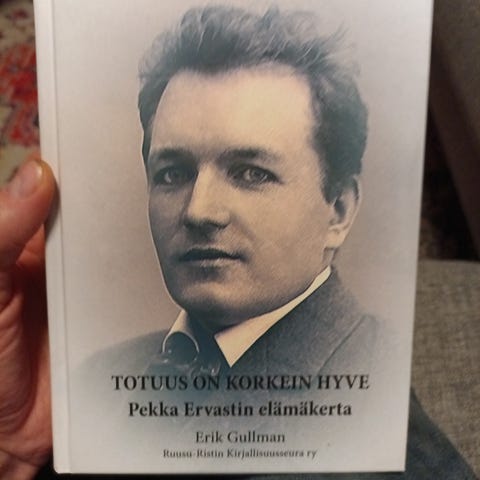 TOTUUS ON KORKEIN HYVE
Pekka Ervastin elämäkerta
Erik Gullman
Ruusu-Ristin Kirjallisuusseura ry